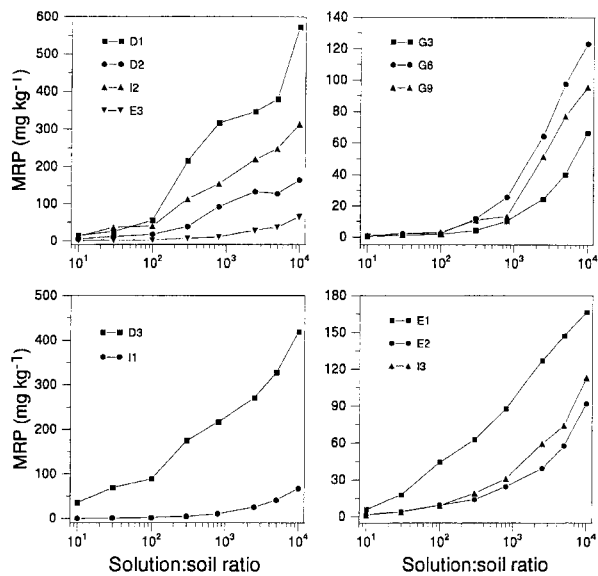 600
500
400
300
200
100
0
MRP (mg kg⁻¹)
D1
D2
I2
E3
10¹ 10² 10³ 10⁴
140
120
100
80
60
40
20
0
G3
G6
G9
10¹ 10² 10³ 10⁴
500
400
300
200
100
0
MRP (mg kg⁻¹)
D3
I1
10¹ 10² 10³ 10⁴
Solution:soil ratio
180
150
120
90
60
30
0
E1
E2
I3
10¹ 10² 10³ 10⁴
Solution:soil ratio